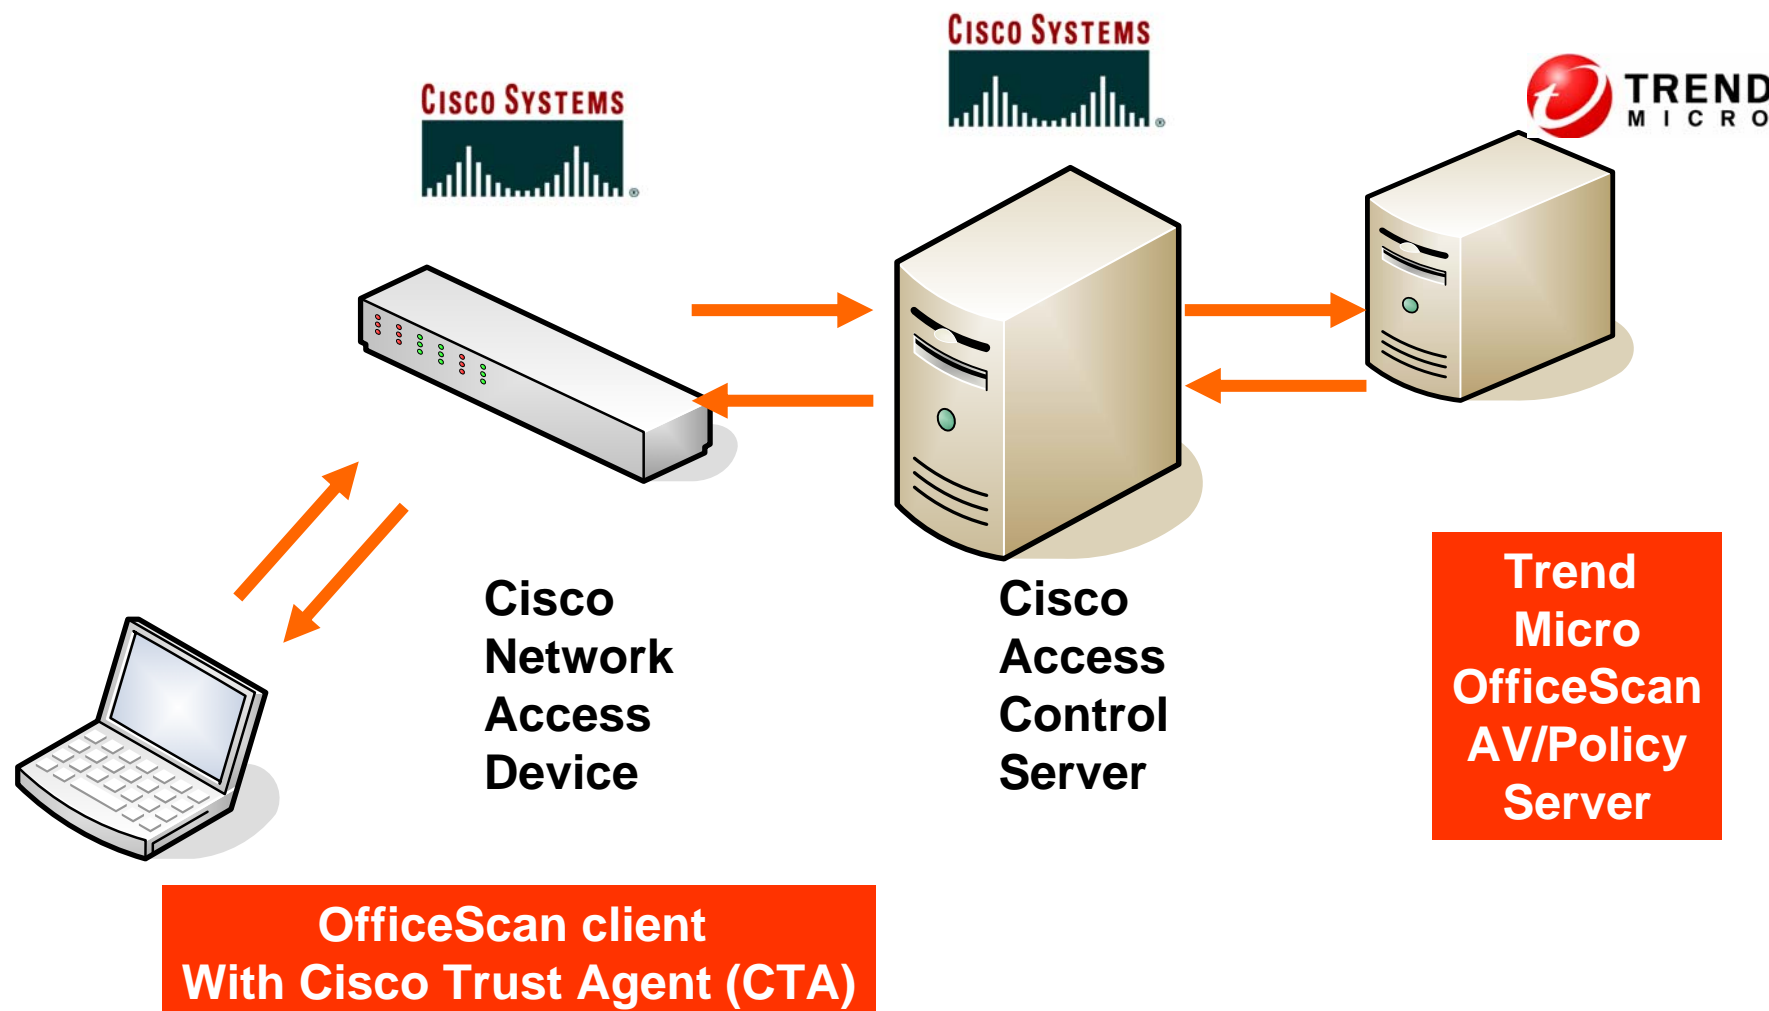 CISCO SYSTEMS
®
CISCO SYSTEMS
®
TREND
MICRO
Cisco
Network
Access
Device
Cisco
Access
Control
Server
Trend
Micro
OfficeScan
AV/Policy
Server
OfficeScan client
With Cisco Trust Agent (CTA)